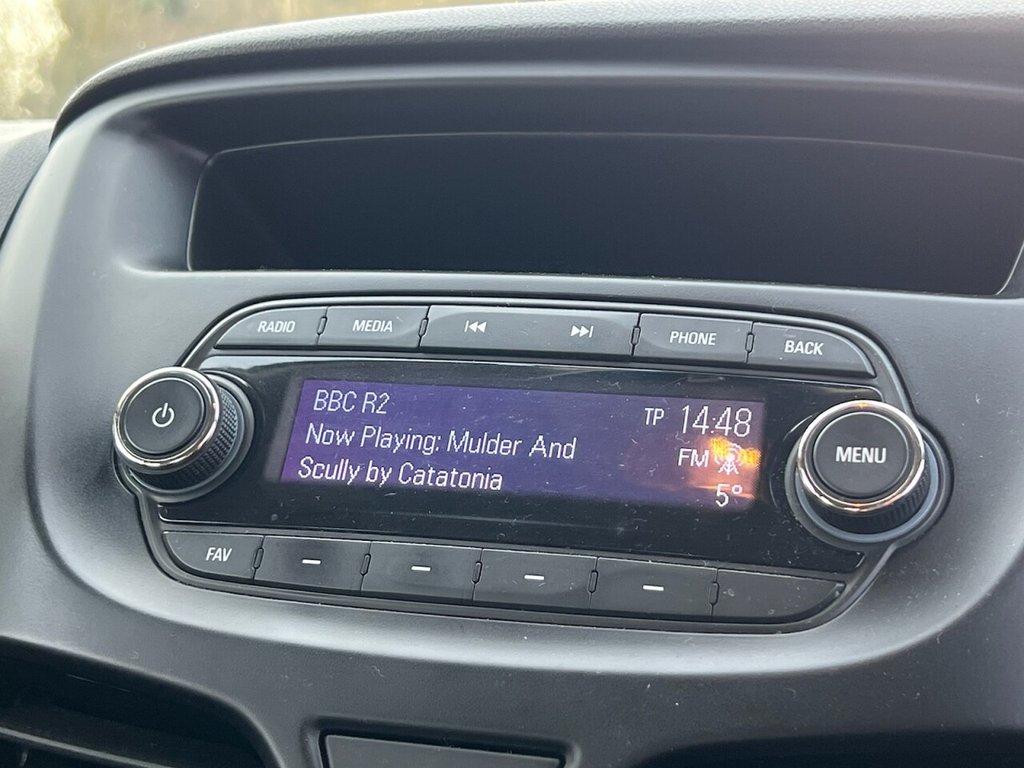 RADIO MEDIA PHONE BACK
BBC R2
TP 14:48
Now Playing: Mulder And
FM
Scully by Catatonia
5°
MENU
FAV